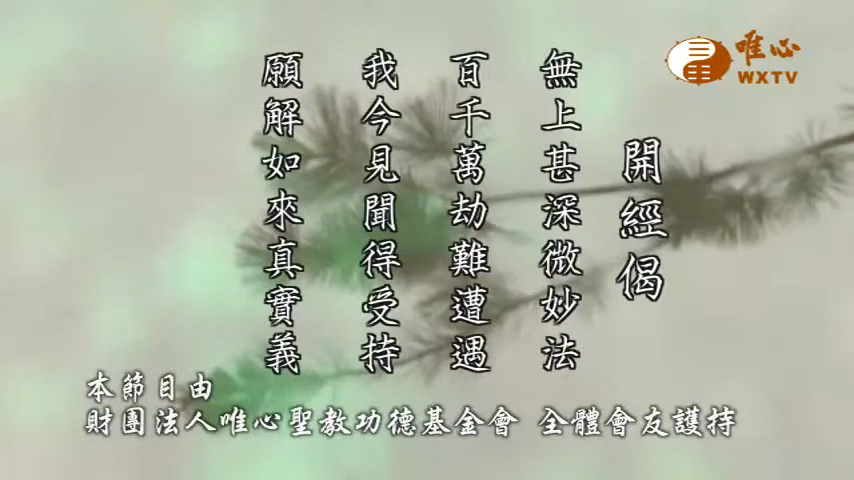 開經偈
無上甚深微妙法
百千萬劫難遭遇
我今見聞得受持
願解如來真實義
唯心
WXTV
本節目由
財團法人唯心聖教功德基金會 全體會友護持